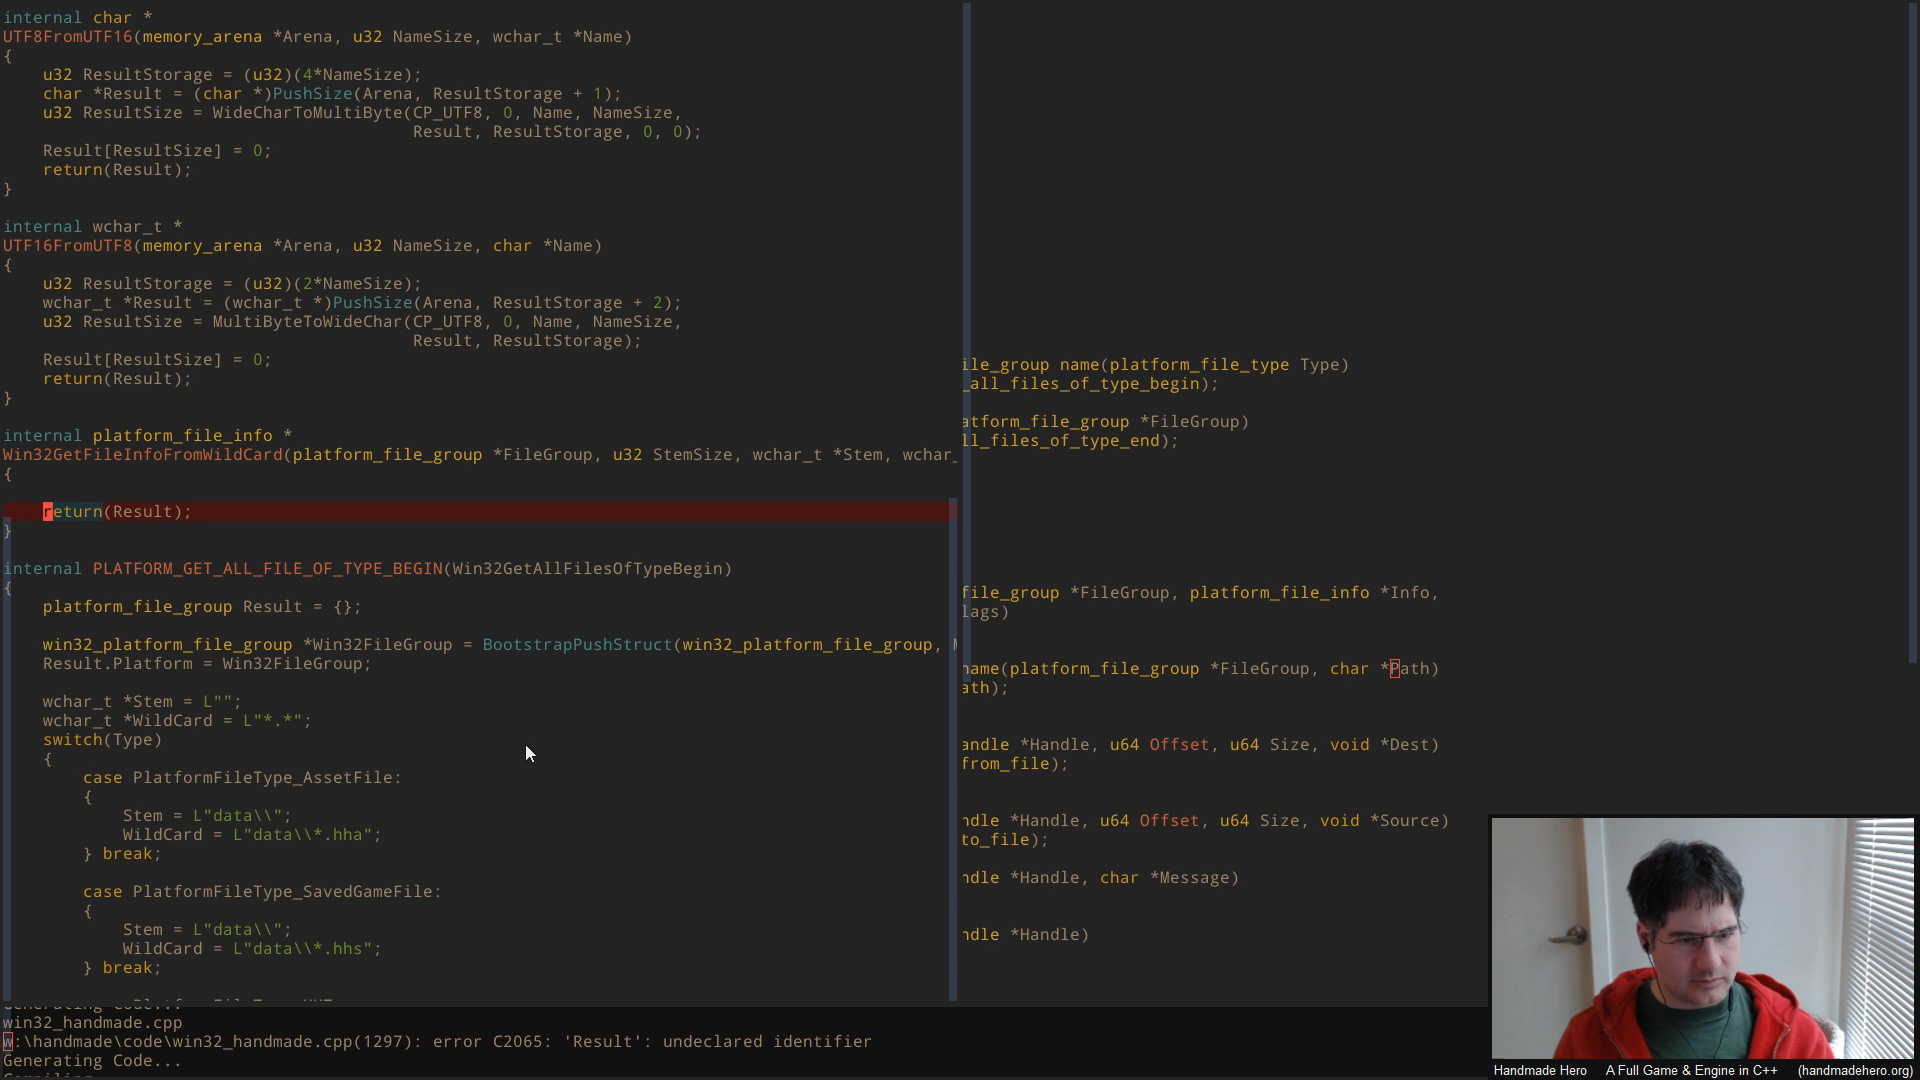 internal char *
UTF8FromUTF16(memory_arena *Arena, u32 NameSize, wchar_t *Name)
{
    u32 ResultStorage = (u32)(4*NameSize);
    char *Result = (char *)PushSize(Arena, ResultStorage + 1);
    u32 ResultSize = WideCharToMultiByte(CP_UTF8, 0, Name, NameSize,
                                         Result, ResultStorage, 0, 0);
    Result[ResultSize] = 0;
    return(Result);
}
internal wchar_t *
UTF16FromUTF8(memory_arena *Arena, u32 NameSize, char *Name)
{
    u32 ResultStorage = (u32)(2*NameSize);
    wchar_t *Result = (wchar_t *)PushSize(Arena, ResultStorage + 2);
    u32 ResultSize = MultiByteToWideChar(CP_UTF8, 0, Name, NameSize,
                                         Result, ResultStorage);
    Result[ResultSize] = 0;
    return(Result);
}
internal platform_file_info *
Win32GetFileInfoFromWildCard(platform_file_group *FileGroup, u32 StemSize, wchar_t *Stem, wchar_
{
    return(Result);
}
internal PLATFORM_GET_ALL_FILE_OF_TYPE_BEGIN(Win32GetAllFilesOfTypeBegin)
{
    platform_file_group Result = {};
    win32_platform_file_group *Win32FileGroup = BootstrapPushStruct(win32_platform_file_group,
    Result.Platform = Win32FileGroup;
    wchar_t *Stem = L"";
    wchar_t *WildCard = L"*.*";
    switch(Type)
    {
        case PlatformFileType_AssetFile:
        {
            Stem = L"data\\";
            WildCard = L"data\\*.hha";
        } break;
        case PlatformFileType_SavedGameFile:
        {
            Stem = L"data\\";
            WildCard = L"data\\*.hhs";
        } break;
ile_group name(platform_file_type Type)
_all_files_of_type_begin);
atform_file_group *FileGroup)
ll_files_of_type_end);
file_group *FileGroup, platform_file_info *Info,
lags)
name(platform_file_group *FileGroup, char *Path)
ath);
andle *Handle, u64 Offset, u64 Size, void *Dest)
from_file);
ndle *Handle, u64 Offset, u64 Size, void *Source)
to_file);
ndle *Handle, char *Message)
ndle *Handle)
Generating Code...
win32_handmade.cpp
w:\handmade\code\win32_handmade.cpp(1297): error C2065: 'Result': undeclared identifier
Generating Code...
Handmade Hero A Full Game & Engine in C++ (handmadehero.org)